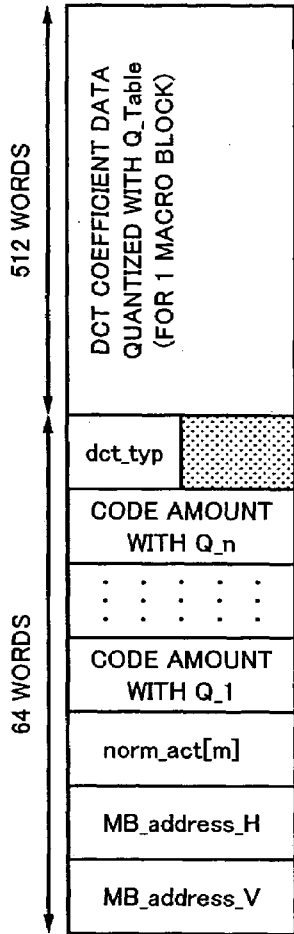 512 WORDS
DCT COEFFICIENT DATA
QUANTIZED WITH Q_Table
(FOR 1 MACRO BLOCK)
64 WORDS
dct_typ
CODE AMOUNT
WITH Q_n
CODE AMOUNT
WITH Q_1
norm_act[m]
MB_address_H
MB_address_V